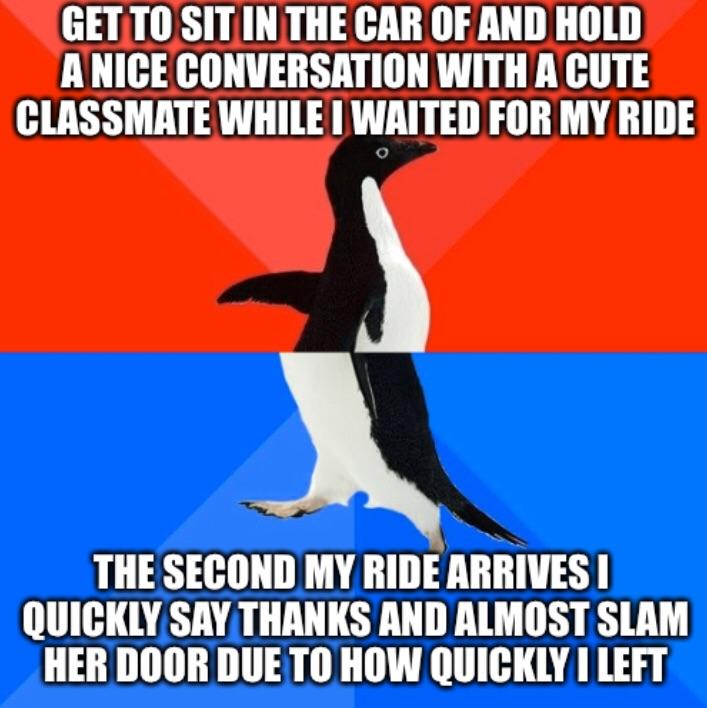 GET TO SIT IN THE CAR OF AND HOLD
A NICE CONVERSATION WITH A CUTE
CLASSMATE WHILE I WAITED FOR MY RIDE
THE SECOND MY RIDE ARRIVES I
QUICKLY SAY THANKS AND ALMOST SLAM
HER DOOR DUE TO HOW QUICKLY I LEFT